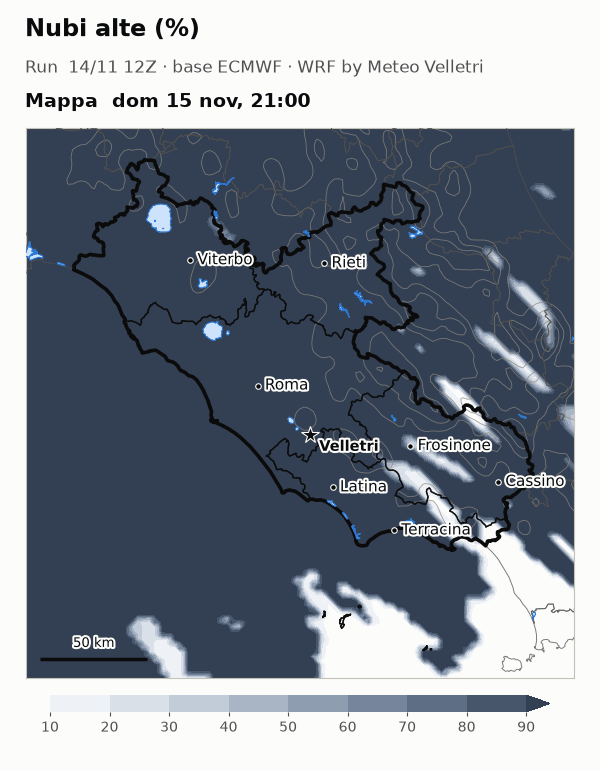 Nubi alte (%)
Run  14/11 12Z · base ECMWF · WRF by Meteo Velletri
Mappa  dom 15 nov, 21:00
Viterbo
Rieti
Roma
Velletri
Frosinone
Cassino
Latina
Terracina
50 km
10 20 30 40 50 60 70 80 90